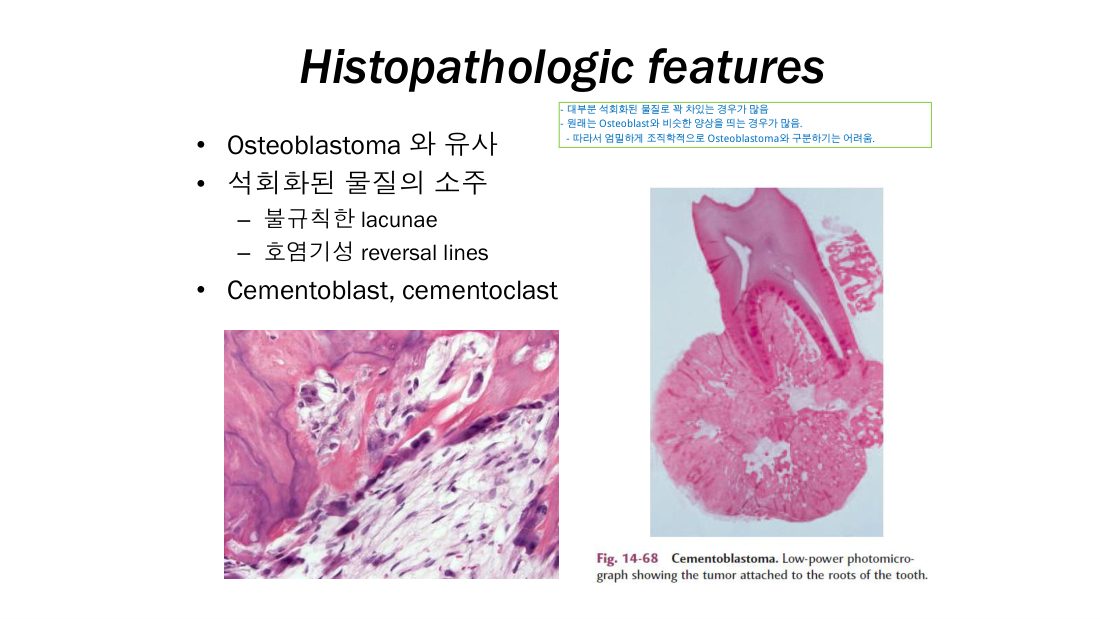 Histopathologic features
- 대부분 석회화된 물질로 꽉 차있는 경우가 많음
- 원래는 Osteoblast와 비슷한 양상을 띄는 경우가 많음.
- 따라서 엄밀하게 조직학적으로 Osteoblastoma와 구분하기는 어려움.
• Osteoblastoma 와 유사
• 석회화된 물질의 소주
– 불규칙한 lacunae
– 호염기성 reversal lines
• Cementoblast, cementoclast
Fig. 14-68 Cementoblastoma. Low-power photomicro-
graph showing the tumor attached to the roots of the tooth.